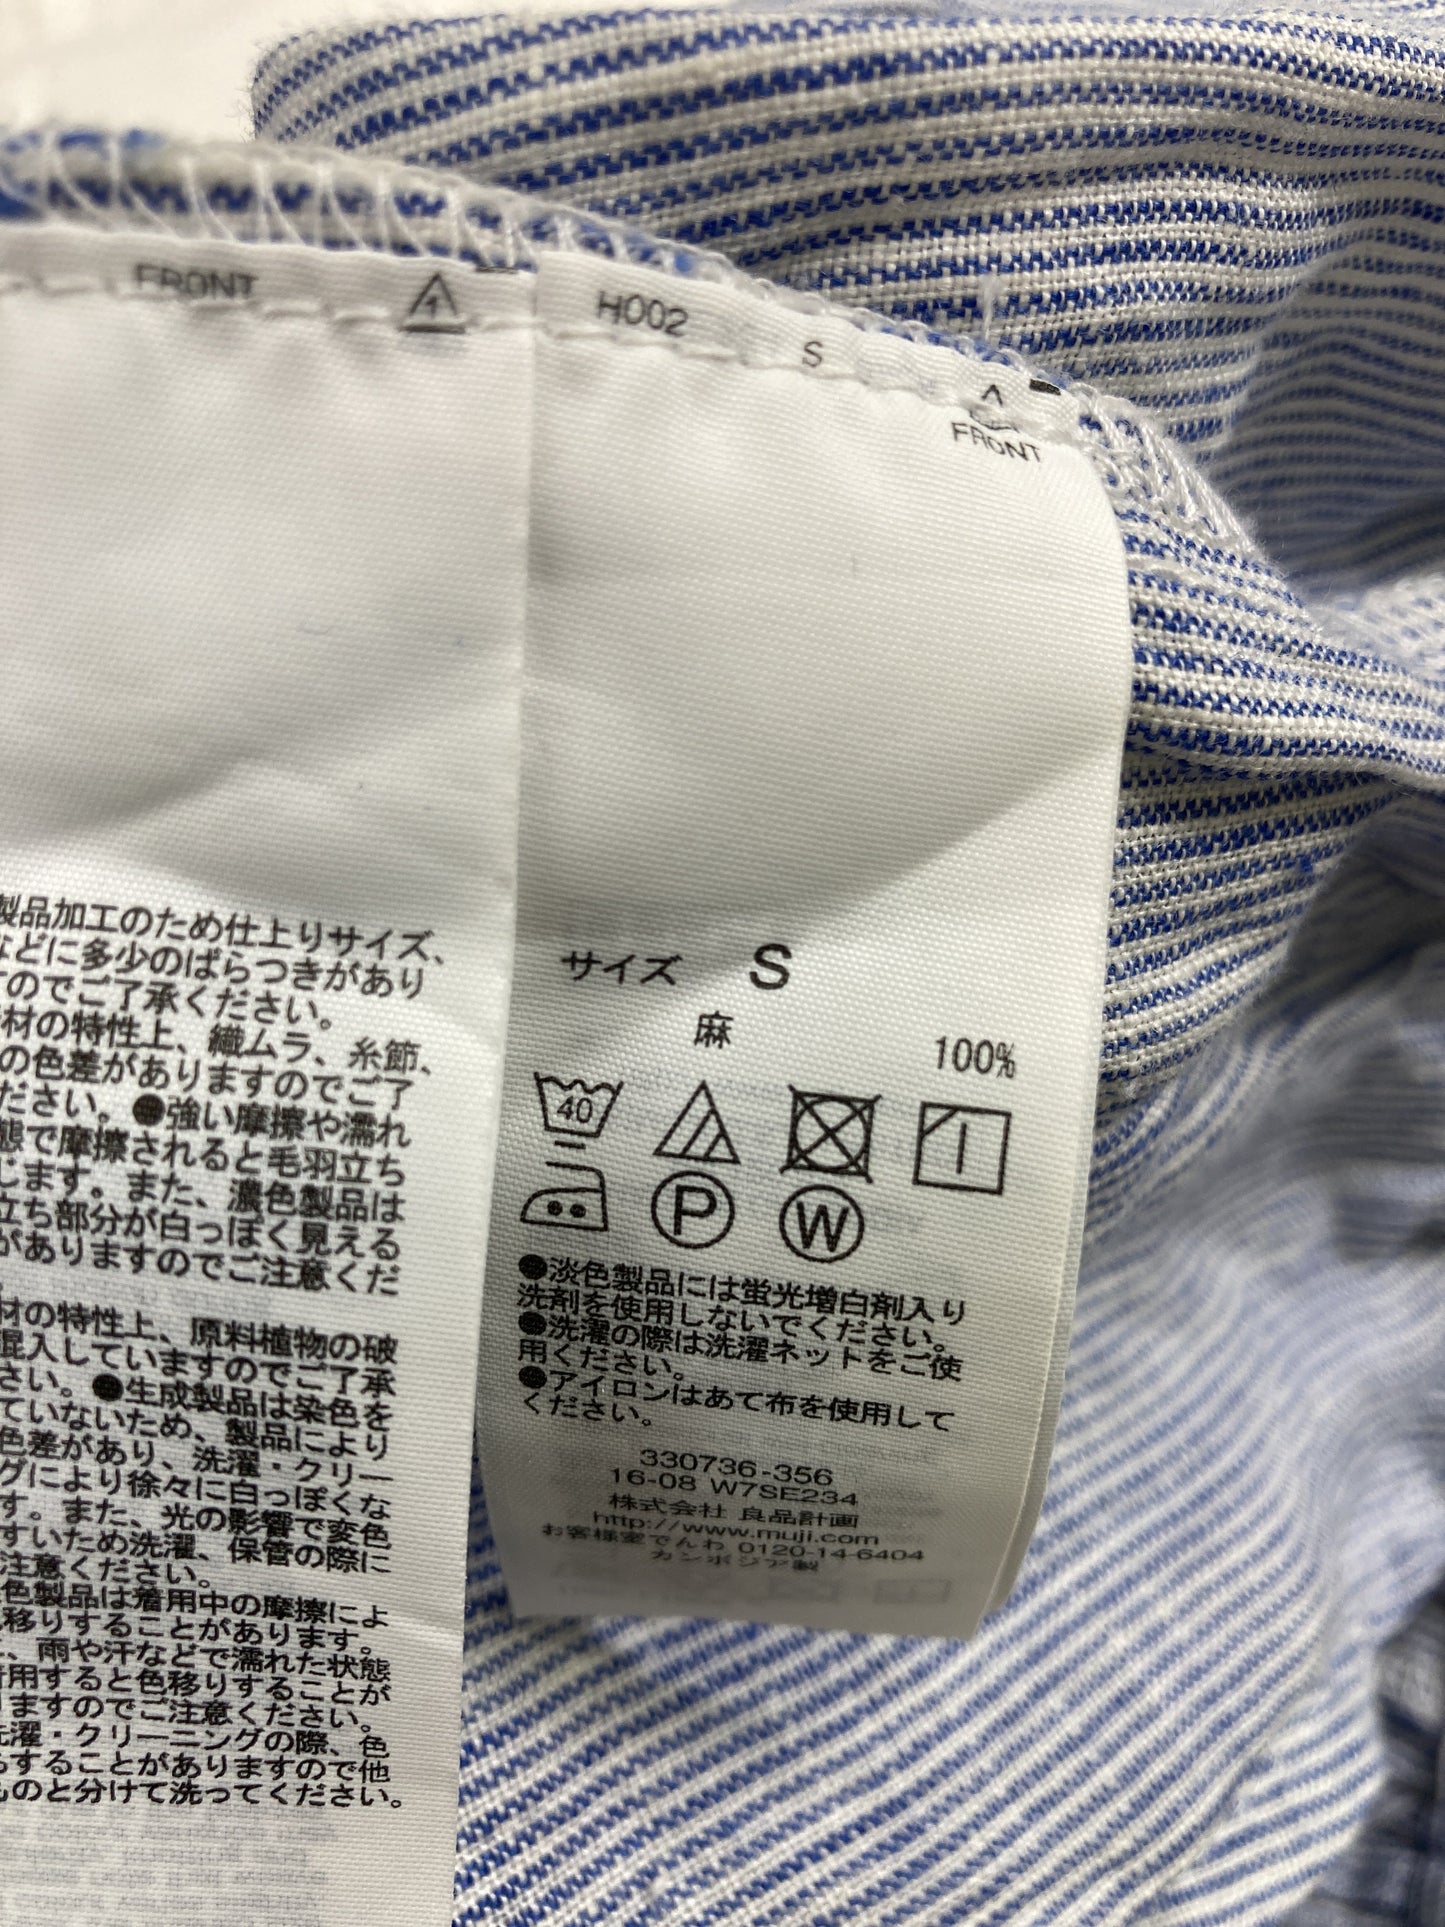 FRONT
H002
S
FRONT
製品加工のため仕上りサイズ、
などに多少のばらつきがあり
のでご了承ください。
材の特性上、織ムラ、糸節、
の色差がありますのでご了
ださい。●強い摩擦や濡れ
態で摩擦されると毛羽立ち
じます。また、濃色製品は
立ち部分が白っぽく見える
がありますのでご注意くだ
材の特性上、原料植物の破
混入していますのでご了承
さい。●生成製品は染色を
ていないため、製品により
色差があり、洗濯・クリー
グにより徐々に白っぽくな
す。また、光の影響で変色
すいため洗濯、保管の際に
注意ください。
色製品は着用中の摩擦によ
移りすることがあります。
、雨や汗などで濡れた状態
用すると色移りすることが
りますのでご注意ください。
洗濯・クリーニングの際、色
することがありますので他
ものと分けて洗ってください。
サイズ S
麻 100%
40
P W
●淡色製品には蛍光増白剤入り
洗剤を使用しないでください。
●洗濯の際は洗濯ネットをご使
用ください。
●アイロンはあて布を使用して
ください。
330736-356
16-08 W7SE234
株式会社 良品計画
http://www.muji.com
お客様室でんわ 0120-14-6404
カンボジア製